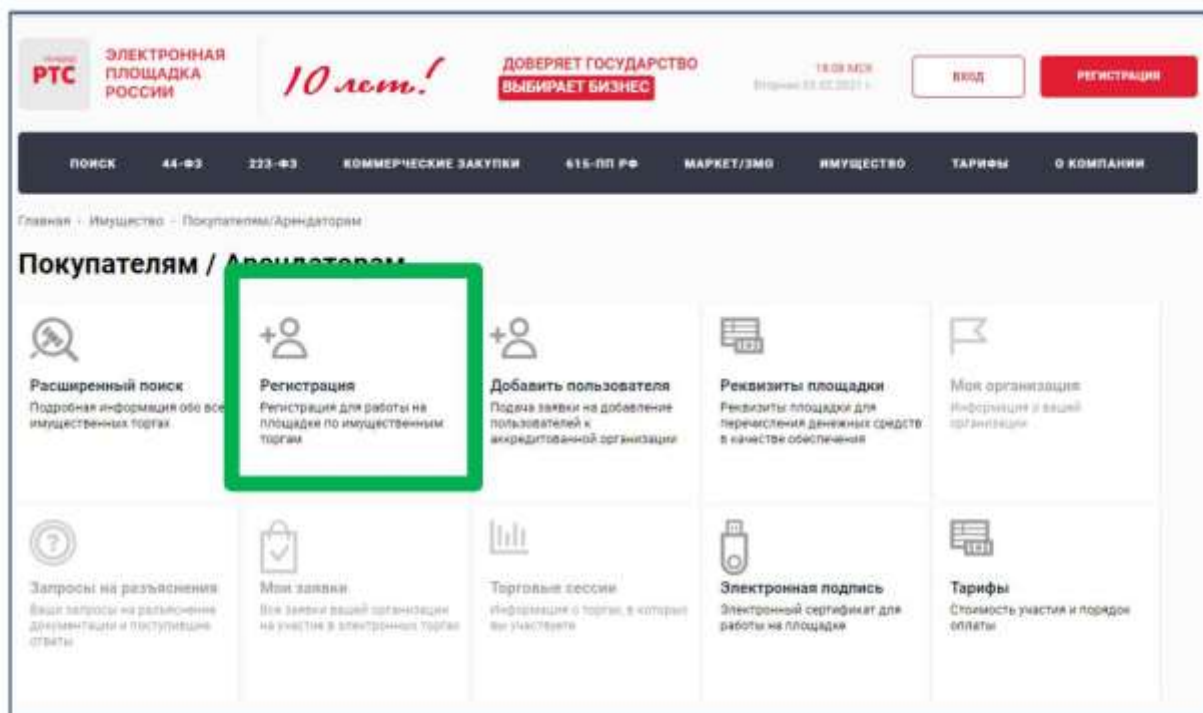 РТС
ЭЛЕКТРОННАЯ
ПЛОЩАДКА
РОССИИ
10 лет!
ДОВЕРЯЕТ ГОСУДАРСТВО
ВЫБИРАЕТ БИЗНЕС
18:08 МСК
ВХОД
РЕГИСТРАЦИЯ
ПОИСК 44-ФЗ 223-ФЗ КОММЕРЧЕСКИЕ ЗАКУПКИ 615-ПП РФ МАРКЕТ/ЗМО ИМУЩЕСТВО ТАРИФЫ О КОМПАНИИ
Главная - Имущество - Покупателям/Арендаторам
Покупателям / Арендаторам
Расширенный поиск
Подробная информация обо все
имущественных торгах
Регистрация
Регистрация для работы на
площадке по имущественным
торгам
Добавить пользователя
Подача заявки на добавление
пользователей к
аккредитованной организации
Реквизиты площадки
Реквизиты площадки для
перечисления денежных средств
в качестве обеспечения
Моя организация
Информация о вашей
организации
Запросы на разъяснения
Ваши запросы на разъяснение
документации и поступившие
ответы
Мои заявки
Все заявки вашей организации
на участие в электронных торгах
Торговые сессии
Информация о торгах, в которых
вы участвуете
Электронная подпись
Электронный сертификат для
работы на площадке
Тарифы
Стоимость участия и порядок
оплаты